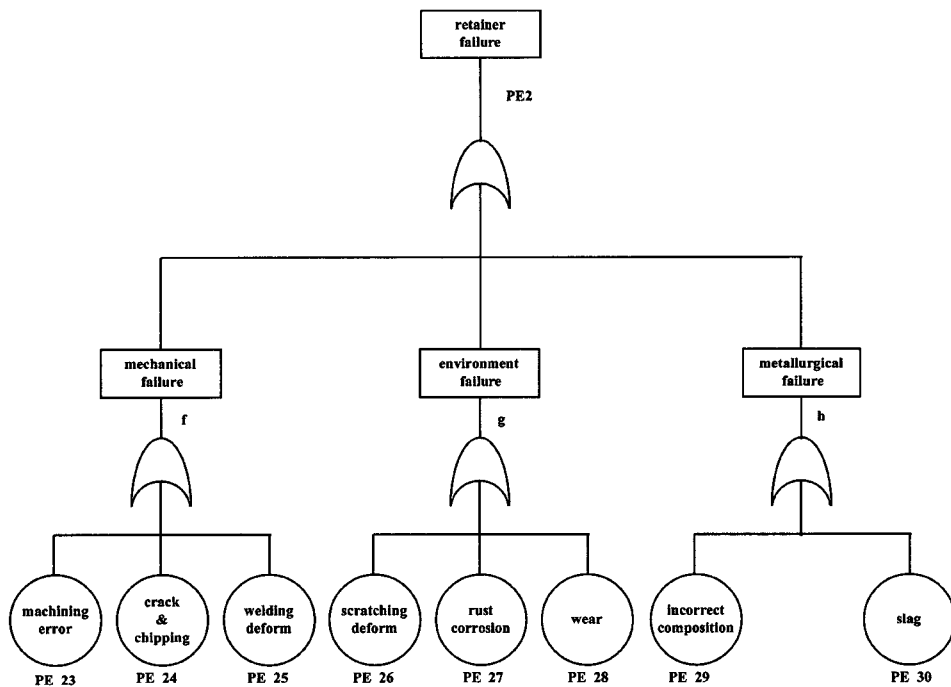 retainer
failure
PE2
mechanical
failure
environment
failure
metallurgical
failure
f
g
h
machining
error
crack
&
chipping
welding
deform
scratching
deform
rust
corrosion
wear
incorrect
composition
slag
PE 23
PE 24
PE 25
PE 26
PE 27
PE 28
PE 29
PE 30